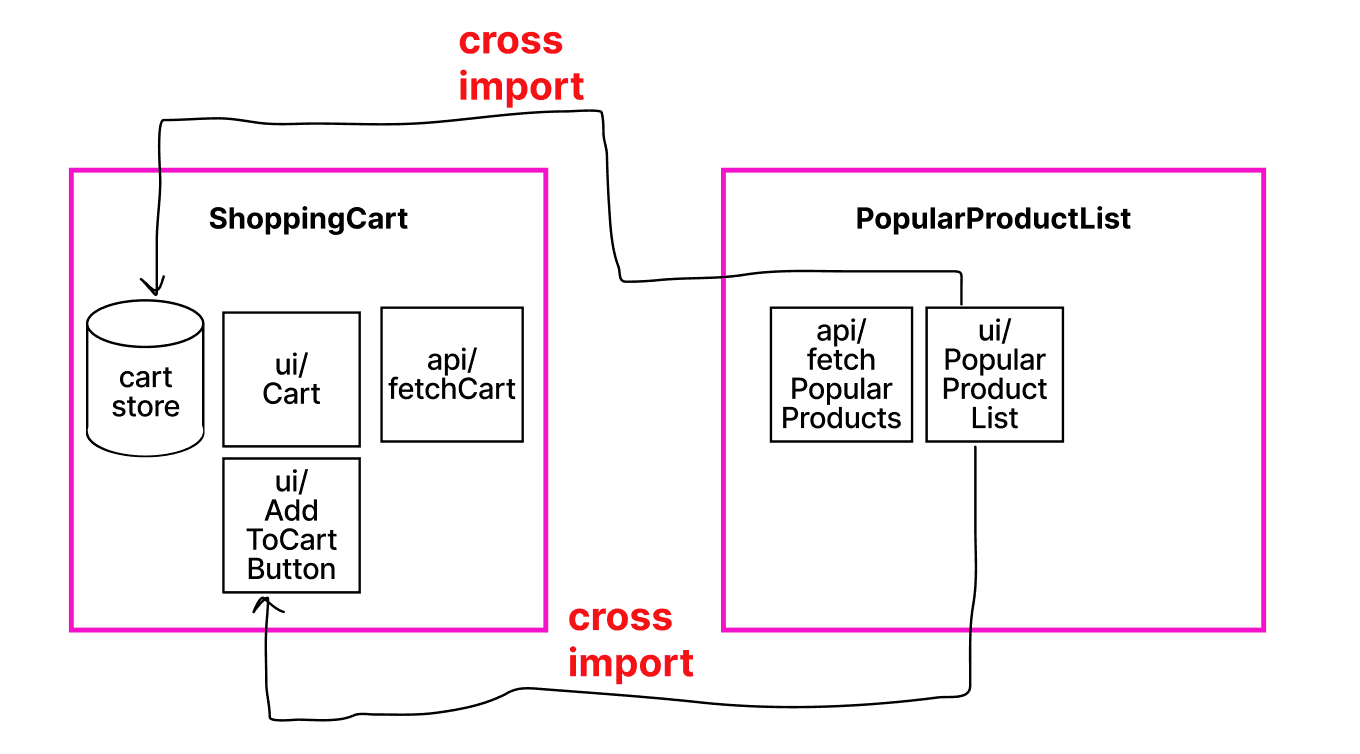 cross
import
ShoppingCart
PopularProductList
cart
store
ui/
Cart
api/
fetchCart
ui/
Add
ToCart
Button
api/
fetch
Popular
Products
ui/
Popular
Product
List
cross
import